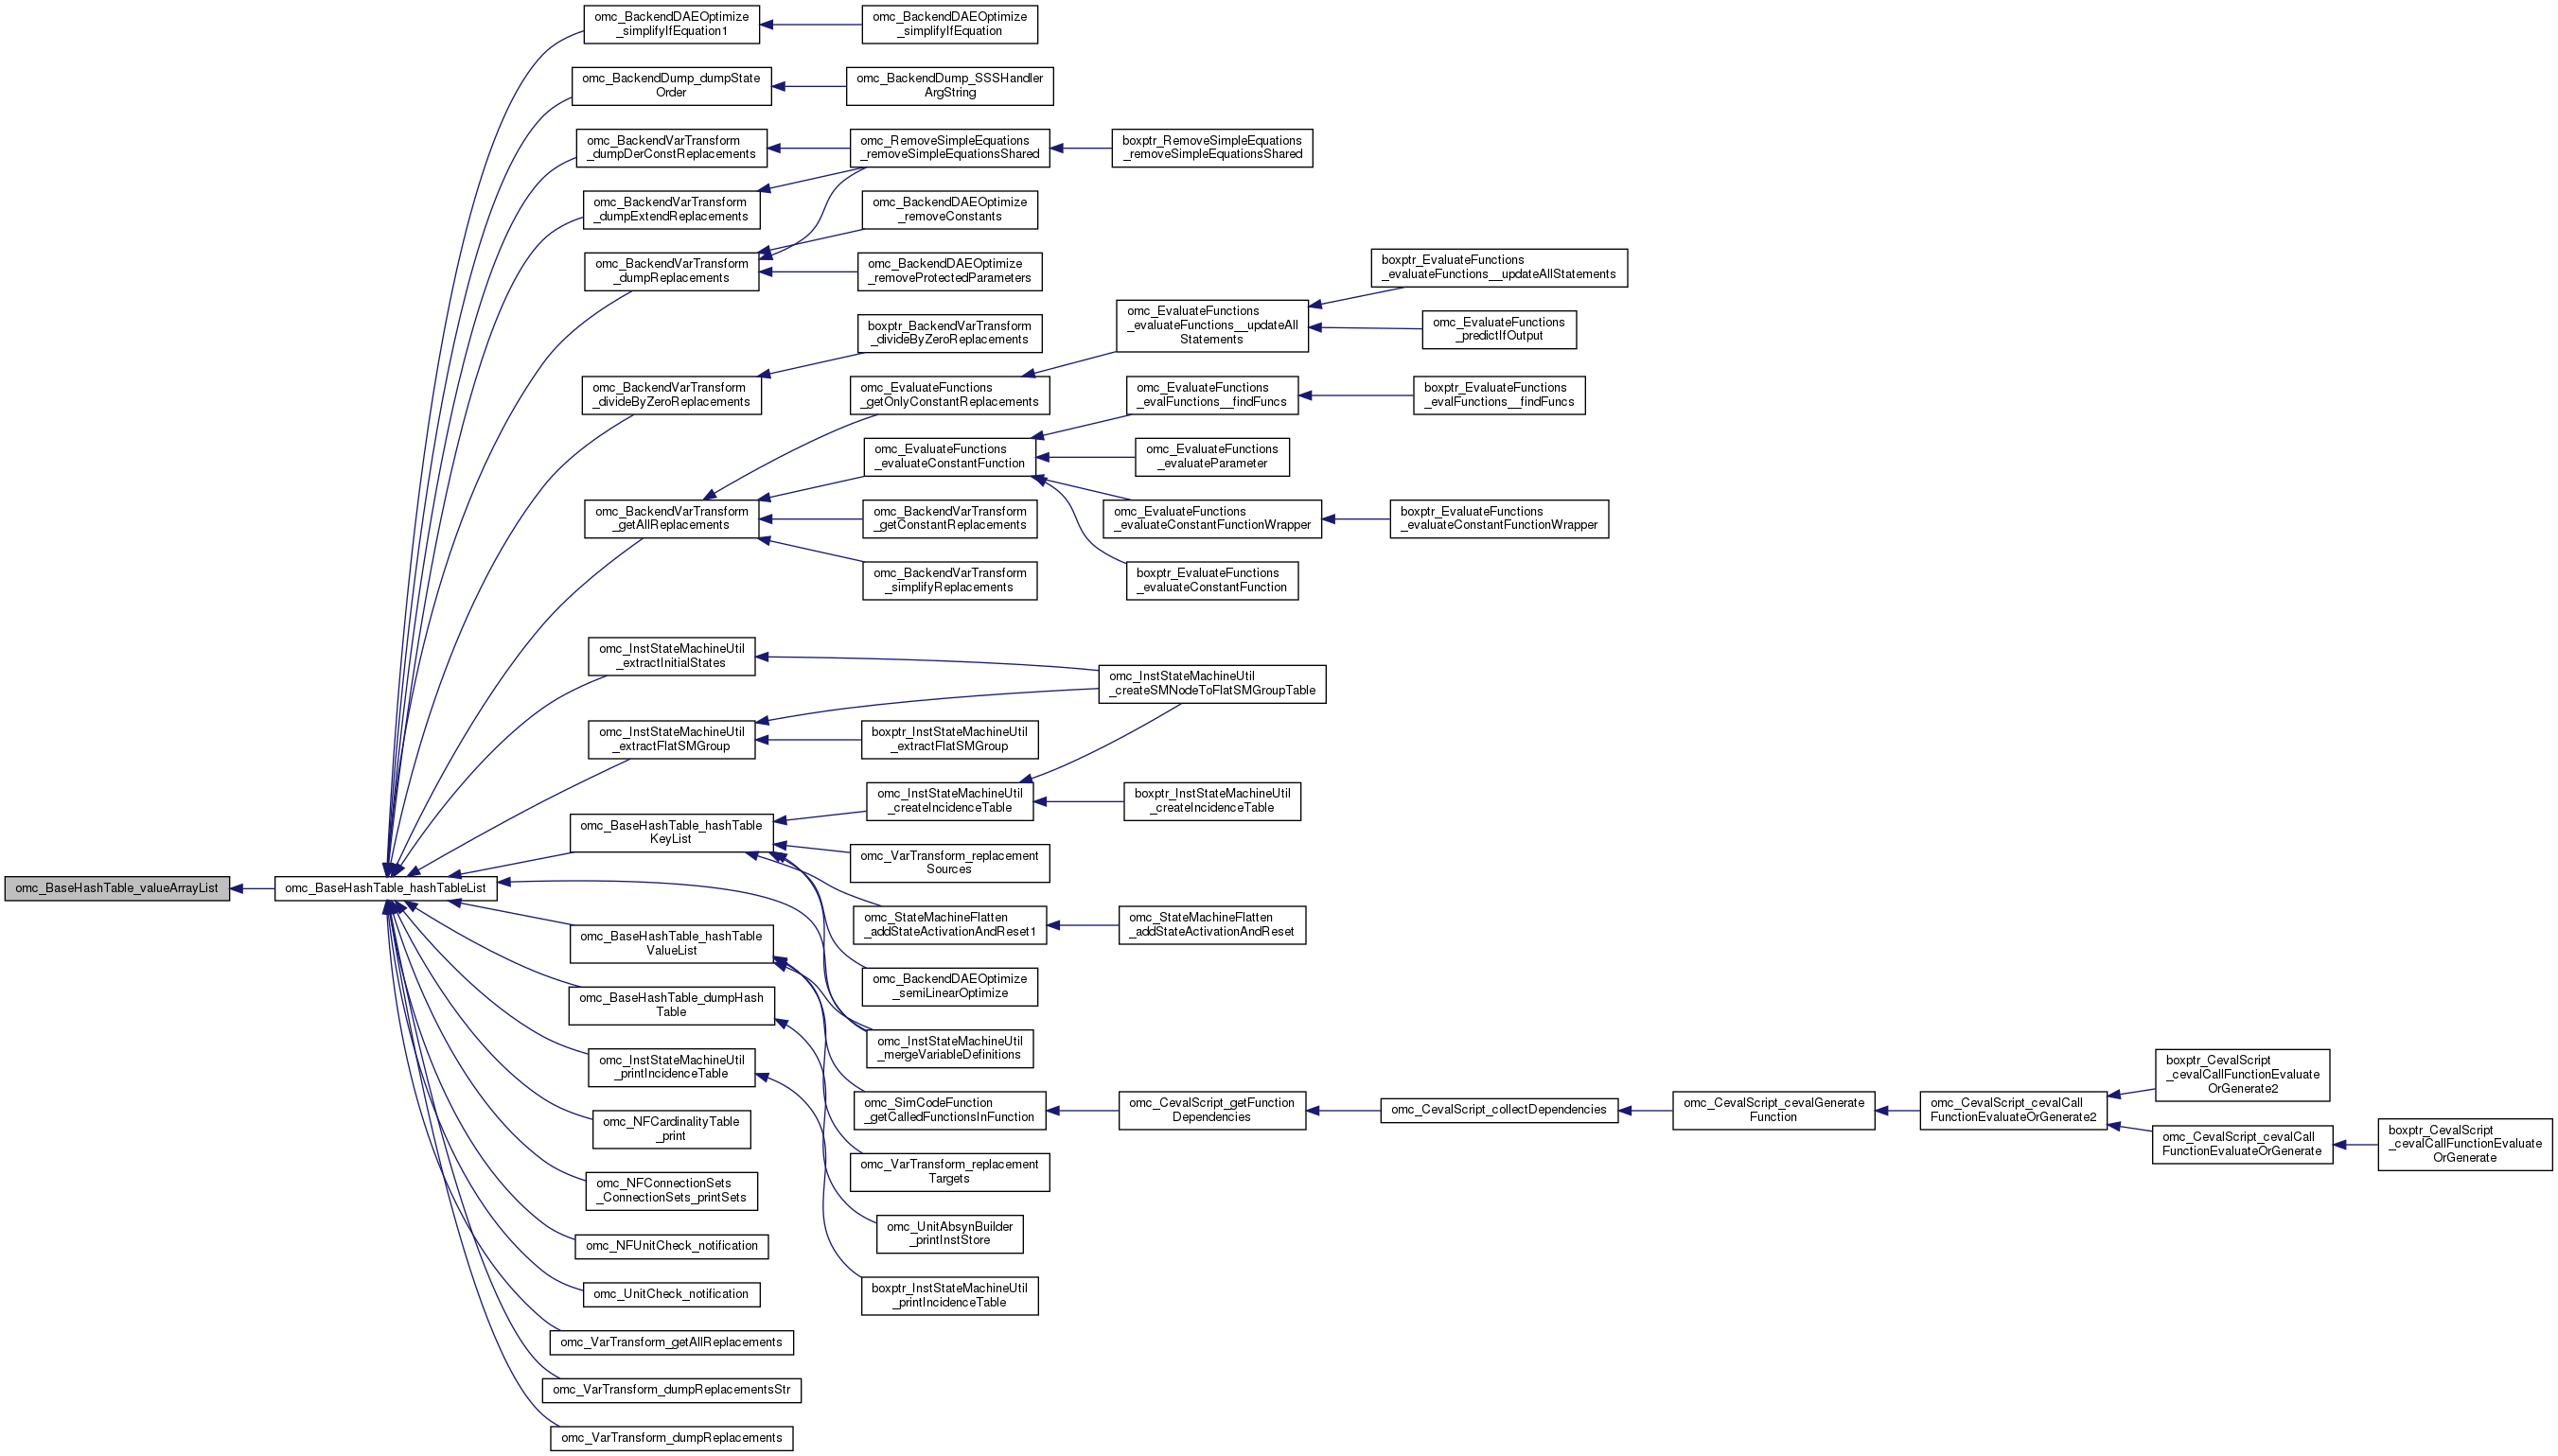 omc_BaseHashTable_valueArrayList
omc_BaseHashTable_hashTableList
omc_BackendDAEOptimize
_simplifyIfEquation1
omc_BackendDAEOptimize
_simplifyIfEquation
omc_BackendDump_dumpState
Order
omc_BackendDump_SSSHandler
ArgString
omc_BackendVarTransform
_dumpDerConstReplacements
omc_RemoveSimpleEquations
_removeSimpleEquationsShared
boxptr_RemoveSimpleEquations
_removeSimpleEquationsShared
omc_BackendVarTransform
_dumpExtendReplacements
omc_BackendDAEOptimize
_removeConstants
omc_BackendVarTransform
_dumpReplacements
omc_BackendDAEOptimize
_removeProtectedParameters
boxptr_BackendVarTransform
_divideByZeroReplacements
omc_BackendVarTransform
_divideByZeroReplacements
omc_EvaluateFunctions
_getOnlyConstantReplacements
omc_EvaluateFunctions
_evaluateFunctions__updateAll
Statements
boxptr_EvaluateFunctions
_evaluateFunctions__updateAllStatements
omc_EvaluateFunctions
_predictIfOutput
omc_EvaluateFunctions
_evalFunctions__findFuncs
boxptr_EvaluateFunctions
_evalFunctions__findFuncs
omc_EvaluateFunctions
_evaluateConstantFunction
omc_EvaluateFunctions
_evaluateParameter
omc_BackendVarTransform
_getAllReplacements
omc_BackendVarTransform
_getConstantReplacements
omc_EvaluateFunctions
_evaluateConstantFunctionWrapper
boxptr_EvaluateFunctions
_evaluateConstantFunctionWrapper
omc_BackendVarTransform
_simplifyReplacements
boxptr_EvaluateFunctions
_evaluateConstantFunction
omc_InstStateMachineUtil
_extractInitialStates
omc_InstStateMachineUtil
_createSMNodeToFlatSMGroupTable
omc_InstStateMachineUtil
_extractFlatSMGroup
boxptr_InstStateMachineUtil
_extractFlatSMGroup
omc_InstStateMachineUtil
_createIncidenceTable
boxptr_InstStateMachineUtil
_createIncidenceTable
omc_BaseHashTable_hashTable
KeyList
omc_VarTransform_replacement
Sources
omc_StateMachineFlatten
_addStateActivationAndReset1
omc_StateMachineFlatten
_addStateActivationAndReset
omc_BaseHashTable_hashTable
ValueList
omc_BackendDAEOptimize
_semiLinearOptimize
omc_BaseHashTable_dumpHash
Table
omc_InstStateMachineUtil
_mergeVariableDefinitions
omc_InstStateMachineUtil
_printIncidenceTable
omc_SimCodeFunction
_getCalledFunctionsInFunction
omc_CevalScript_getFunction
Dependencies
omc_CevalScript_collectDependencies
omc_CevalScript_cevalGenerate
Function
omc_CevalScript_cevalCall
FunctionEvaluateOrGenerate2
boxptr_CevalScript
_cevalCallFunctionEvaluate
OrGenerate2
omc_CevalScript_cevalCall
FunctionEvaluateOrGenerate
boxptr_CevalScript
_cevalCallFunctionEvaluate
OrGenerate
omc_NFCardinalityTable
_print
omc_VarTransform_replacement
Targets
omc_NFConnectionSets
_ConnectionSets_printSets
omc_UnitAbsynBuilder
_printInstStore
omc_NFUnitCheck_notification
omc_UnitCheck_notification
boxptr_InstStateMachineUtil
_printIncidenceTable
omc_VarTransform_getAllReplacements
omc_VarTransform_dumpReplacementsStr
omc_VarTransform_dumpReplacements